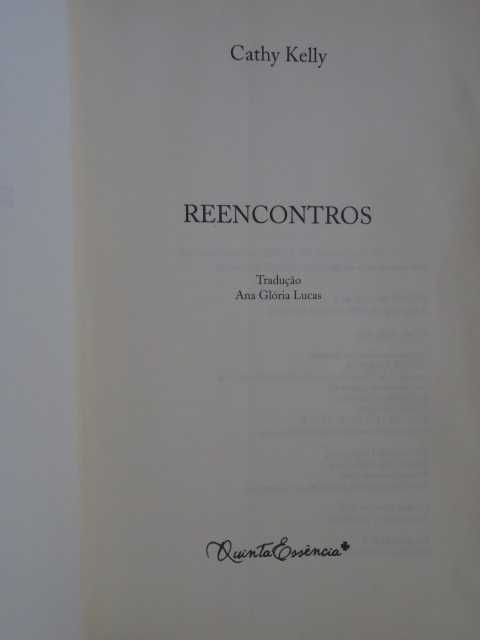 Cathy Kelly
REENCONTROS
Tradução
Ana Glória Lucas
QuintaEssência